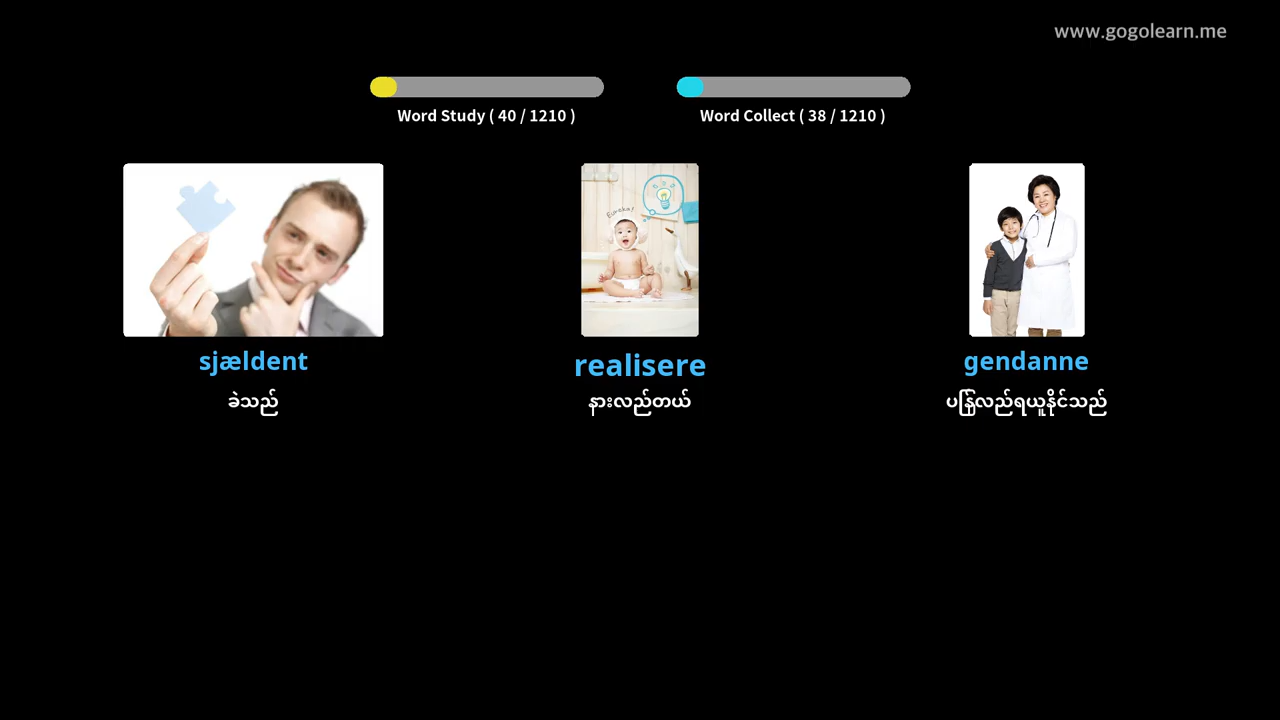 www.gogolearn.me
Word Study ( 40 / 1210 )
Word Collect ( 38 / 1210 )
Eureka!
sjældent
realisere
gendanne
ခဲသည်
နားလည်တယ်
ပြန်လည်ရယူနိုင်သည်